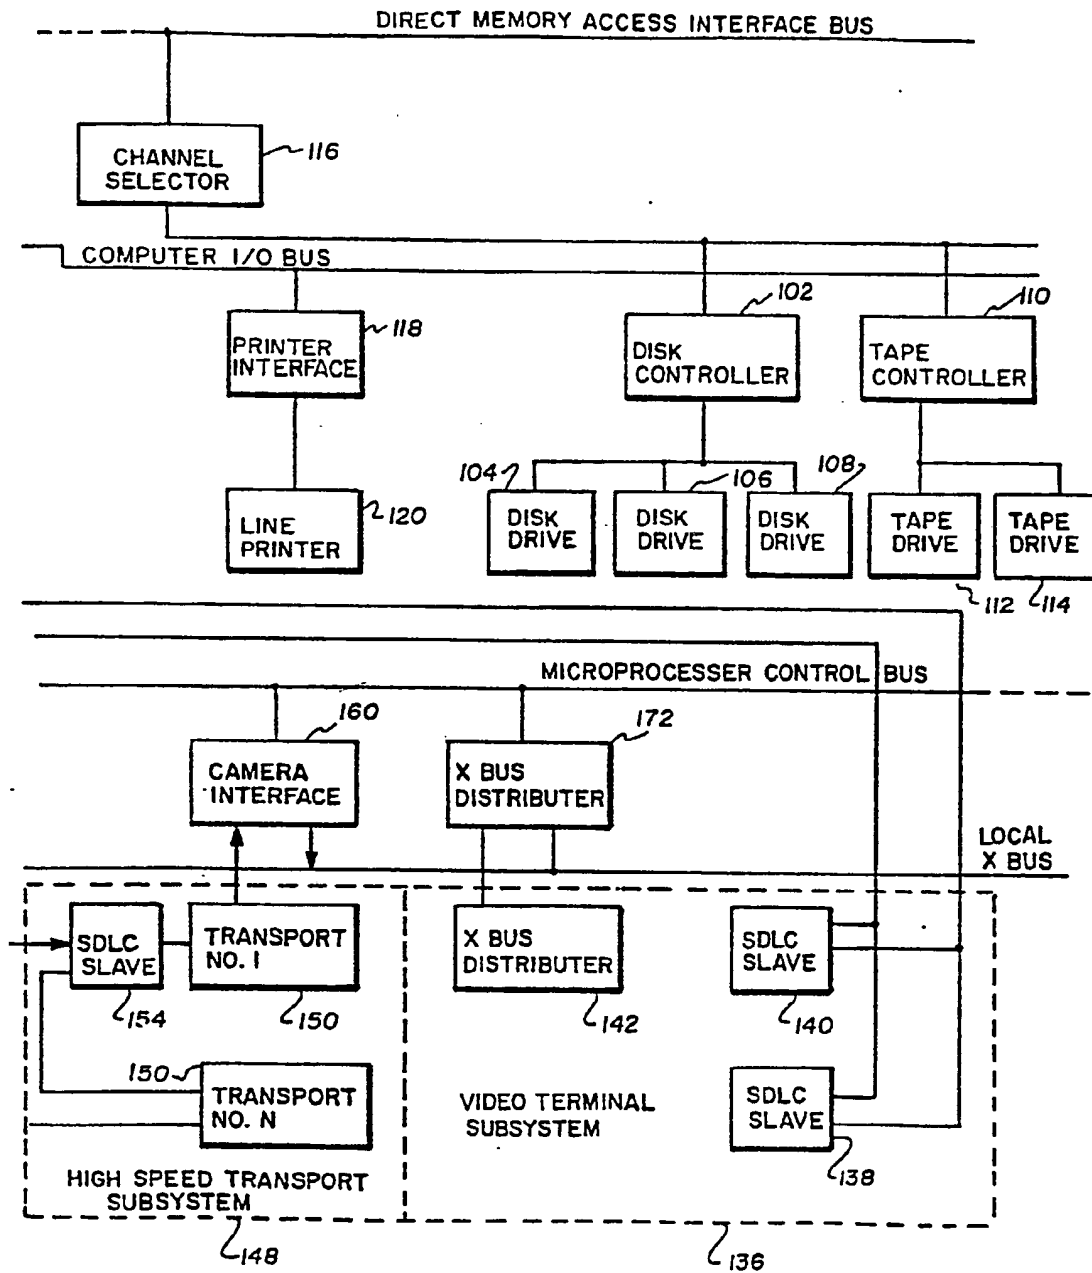 DIRECT MEMORY ACCESS INTERFACE BUS
CHANNEL
SELECTOR
116
COMPUTER I/O BUS
PRINTER
INTERFACE
118
DISK
CONTROLLER
102
TAPE
CONTROLLER
110
LINE
PRINTER
120
104
DISK
DRIVE
106
DISK
DRIVE
108
DISK
DRIVE
TAPE
DRIVE
112
TAPE
DRIVE
114
MICROPROCESSER CONTROL BUS
160
CAMERA
INTERFACE
172
X BUS
DISTRIBUTER
LOCAL
X BUS
SDLC
SLAVE
154
TRANSPORT
NO. 1
150
X BUS
DISTRIBUTER
142
SDLC
SLAVE
140
150
TRANSPORT
NO. N
VIDEO TERMINAL
SUBSYSTEM
SDLC
SLAVE
138
HIGH SPEED TRANSPORT
SUBSYSTEM
148
136